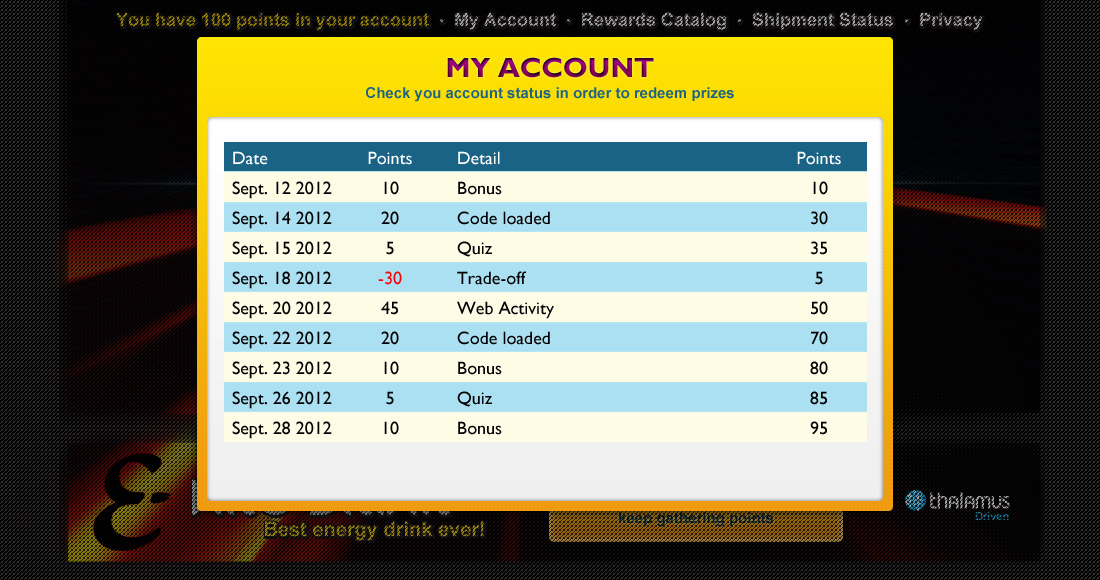 You have 100 points in your account · My Account · Rewards Catalog · Shipment Status · Privacy
MY ACCOUNT
Check you account status in order to redeem prizes
Date Points Detail Points
Sept. 12 2012 10 Bonus 10
Sept. 14 2012 20 Code loaded 30
Sept. 15 2012 5 Quiz 35
Sept. 18 2012 -30 Trade-off 5
Sept. 20 2012 45 Web Activity 50
Sept. 22 2012 20 Code loaded 70
Sept. 23 2012 10 Bonus 80
Sept. 26 2012 5 Quiz 85
Sept. 28 2012 10 Bonus 95
keep gathering points
Best energy drink ever!
thalamus
Driven